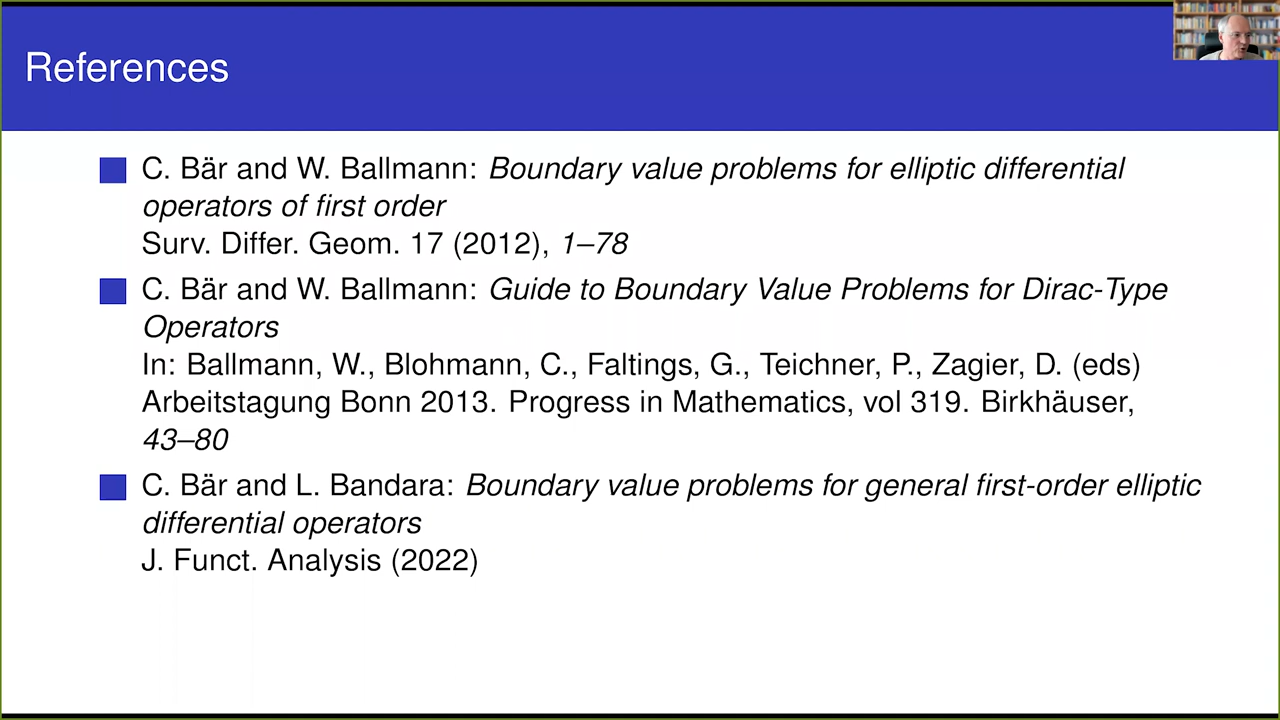 References
C. Bär and W. Ballmann: Boundary value problems for elliptic differential
operators of first order
Surv. Differ. Geom. 17 (2012), 1–78
C. Bär and W. Ballmann: Guide to Boundary Value Problems for Dirac-Type
Operators
In: Ballmann, W., Blohmann, C., Faltings, G., Teichner, P., Zagier, D. (eds)
Arbeitstagung Bonn 2013. Progress in Mathematics, vol 319. Birkhäuser,
43–80
C. Bär and L. Bandara: Boundary value problems for general first-order elliptic
differential operators
J. Funct. Analysis (2022)